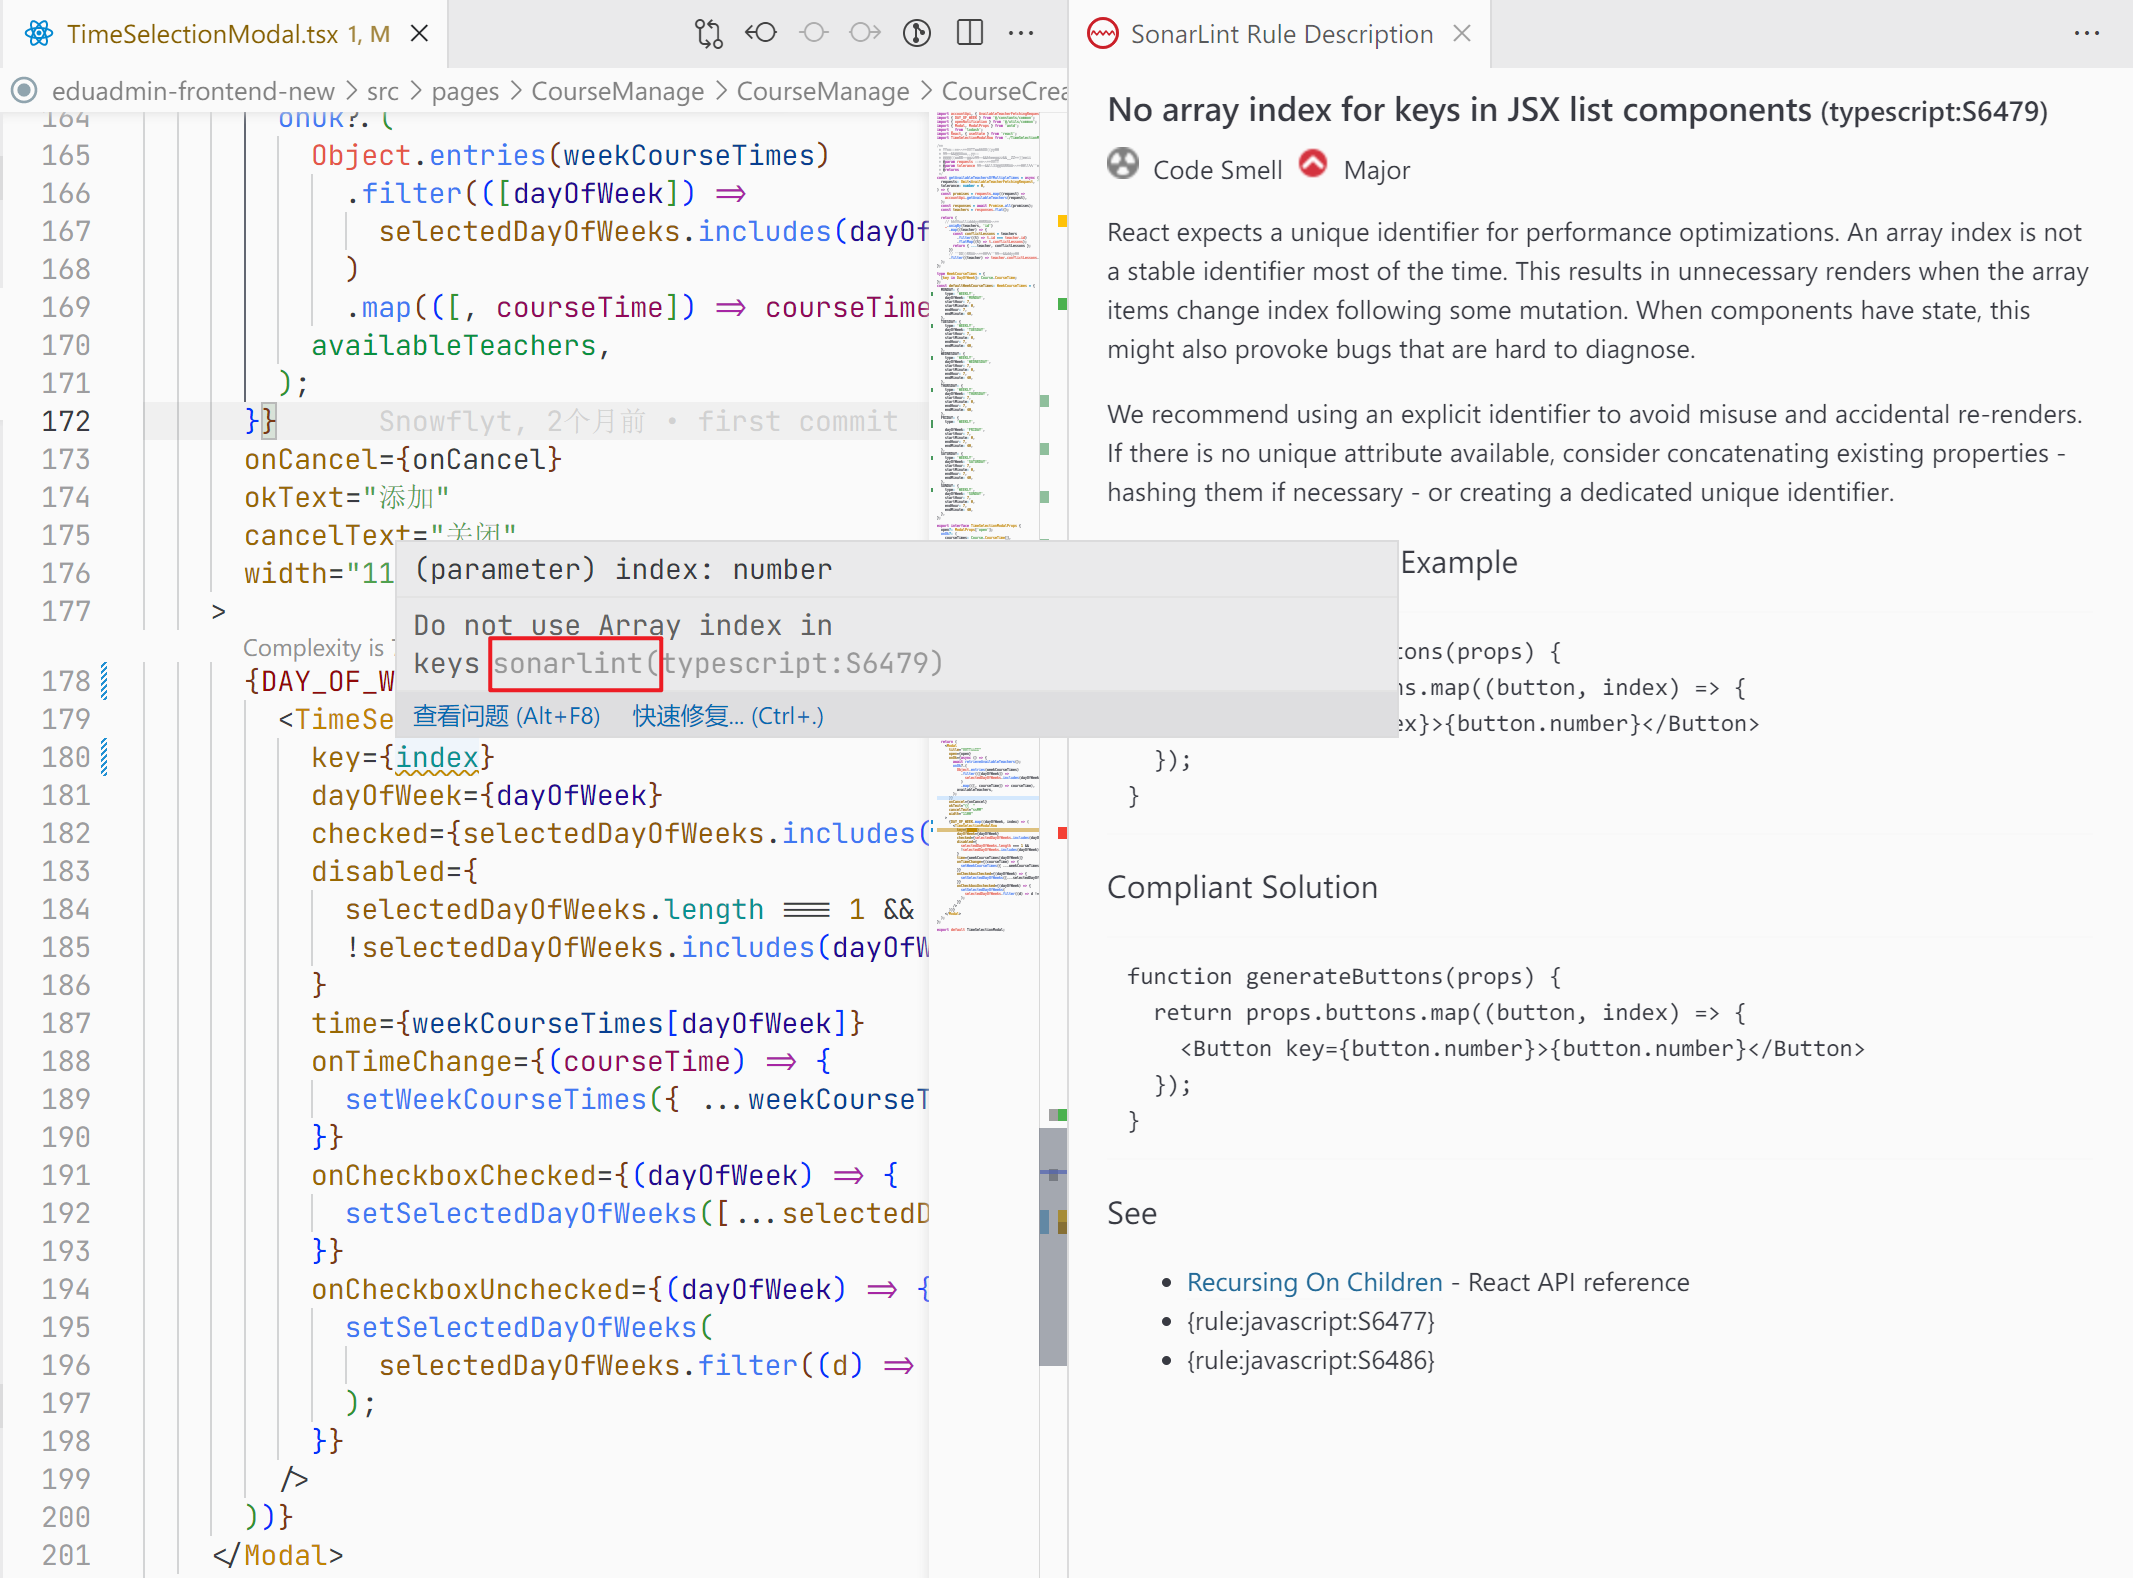 TimeSelectionModal.tsx 1, M
SonarLint Rule Description
eduadmin-frontend-new > src > pages > CourseManage > CourseManage > CourseCrea
164 onOk?.(
165 Object.entries(weekCourseTimes)
166 .filter(([dayOfWeek]) =>
167 selectedDayOfWeeks.includes(dayOf
168 )
169 .map(([, courseTime]) => courseTime
170 availableTeachers,
171 );
172 }} Snowflyt, 2个月前 • first commit
173 onCancel={onCancel}
174 okText="添加"
175 cancelText="关闭"
176 width="11
177 >
Complexity is
178 {DAY_OF_W
179 <TimeSe
180 key={index}
181 dayOfWeek={dayOfWeek}
182 checked={selectedDayOfWeeks.includes(
183 disabled={
184 selectedDayOfWeeks.length === 1 &&
185 !selectedDayOfWeeks.includes(dayOfW
186 }
187 time={weekCourseTimes[dayOfWeek]}
188 onTimeChange={(courseTime) => {
189 setWeekCourseTimes({ ...weekCourseT
190 }}
191 onCheckboxChecked={(dayOfWeek) => {
192 setSelectedDayOfWeeks([...selectedD
193 }}
194 onCheckboxUnchecked={(dayOfWeek) => {
195 setSelectedDayOfWeeks(
196 selectedDayOfWeeks.filter((d) =>
197 );
198 }}
199 />
200 ))}
201 </Modal>
(parameter) index: number
Do not use Array index in
keys sonarlint(typescript:S6479)
查看问题 (Alt+F8) 快速修复... (Ctrl+.)
No array index for keys in JSX list components (typescript:S6479)
Code Smell Major
React expects a unique identifier for performance optimizations. An array index is not
a stable identifier most of the time. This results in unnecessary renders when the array
items change index following some mutation. When components have state, this
might also provoke bugs that are hard to diagnose.
We recommend using an explicit identifier to avoid misuse and accidental re-renders.
If there is no unique attribute available, consider concatenating existing properties -
hashing them if necessary - or creating a dedicated unique identifier.
Example
tons(props) {
ns.map((button, index) => {
ex}>{button.number}</Button>
});
}
Compliant Solution
function generateButtons(props) {
return props.buttons.map((button, index) => {
<Button key={button.number}>{button.number}</Button>
});
}
See
• Recursing On Children - React API reference
• {rule:javascript:S6477}
• {rule:javascript:S6486}